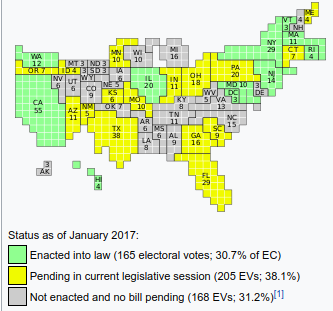 ME
4
VT
3
NH
WA
12
MT 3
ND 3
MN
10
WI
10
MI
16
NY
29
MA
11
OR 7
ID 4
SD 3
WY
IA
6
CT
7
RI
4
NV
6
UT
6
CO
9
NE 5
IL
20
IN
11
OH
18
PA
20
NJ
14
CA
55
KS
6
MO
10
KY
8
WV
5
MD 10
DC
3
DE
3
VA
13
AZ
11
NM
5
OK 7
TN
11
NC
15
AR
6
MS
6
AL
9
GA
16
SC
9
TX
38
LA
8
3
AK
HI
4
FL
29
Status as of January 2017:
Enacted into law (165 electoral votes; 30.7% of EC)
Pending in current legislative session (205 EVs; 38.1%)
Not enacted and no bill pending (168 EVs; 31.2%)[1]